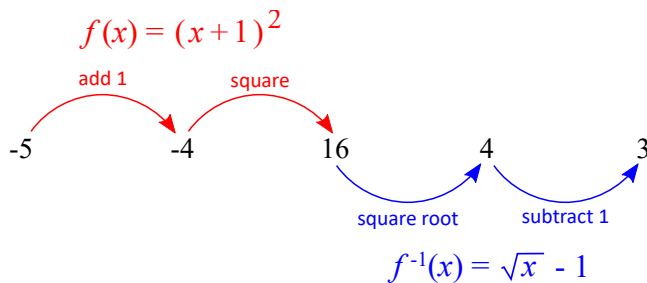 f(x) = (x+1)²
add 1 square
-5 -4 16 4 3
square root subtract 1
f⁻¹(x) = √x - 1